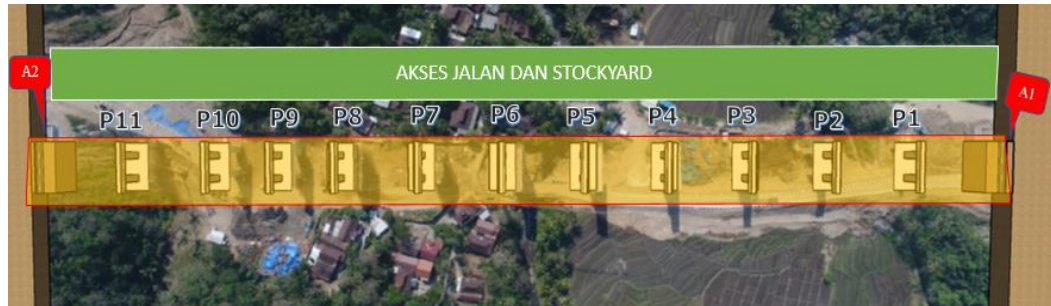 AKSES JALAN DAN STOCKYARD
A2
A1
P11 P10 P9 P8 P7 P6 P5 P4 P3 P2 P1